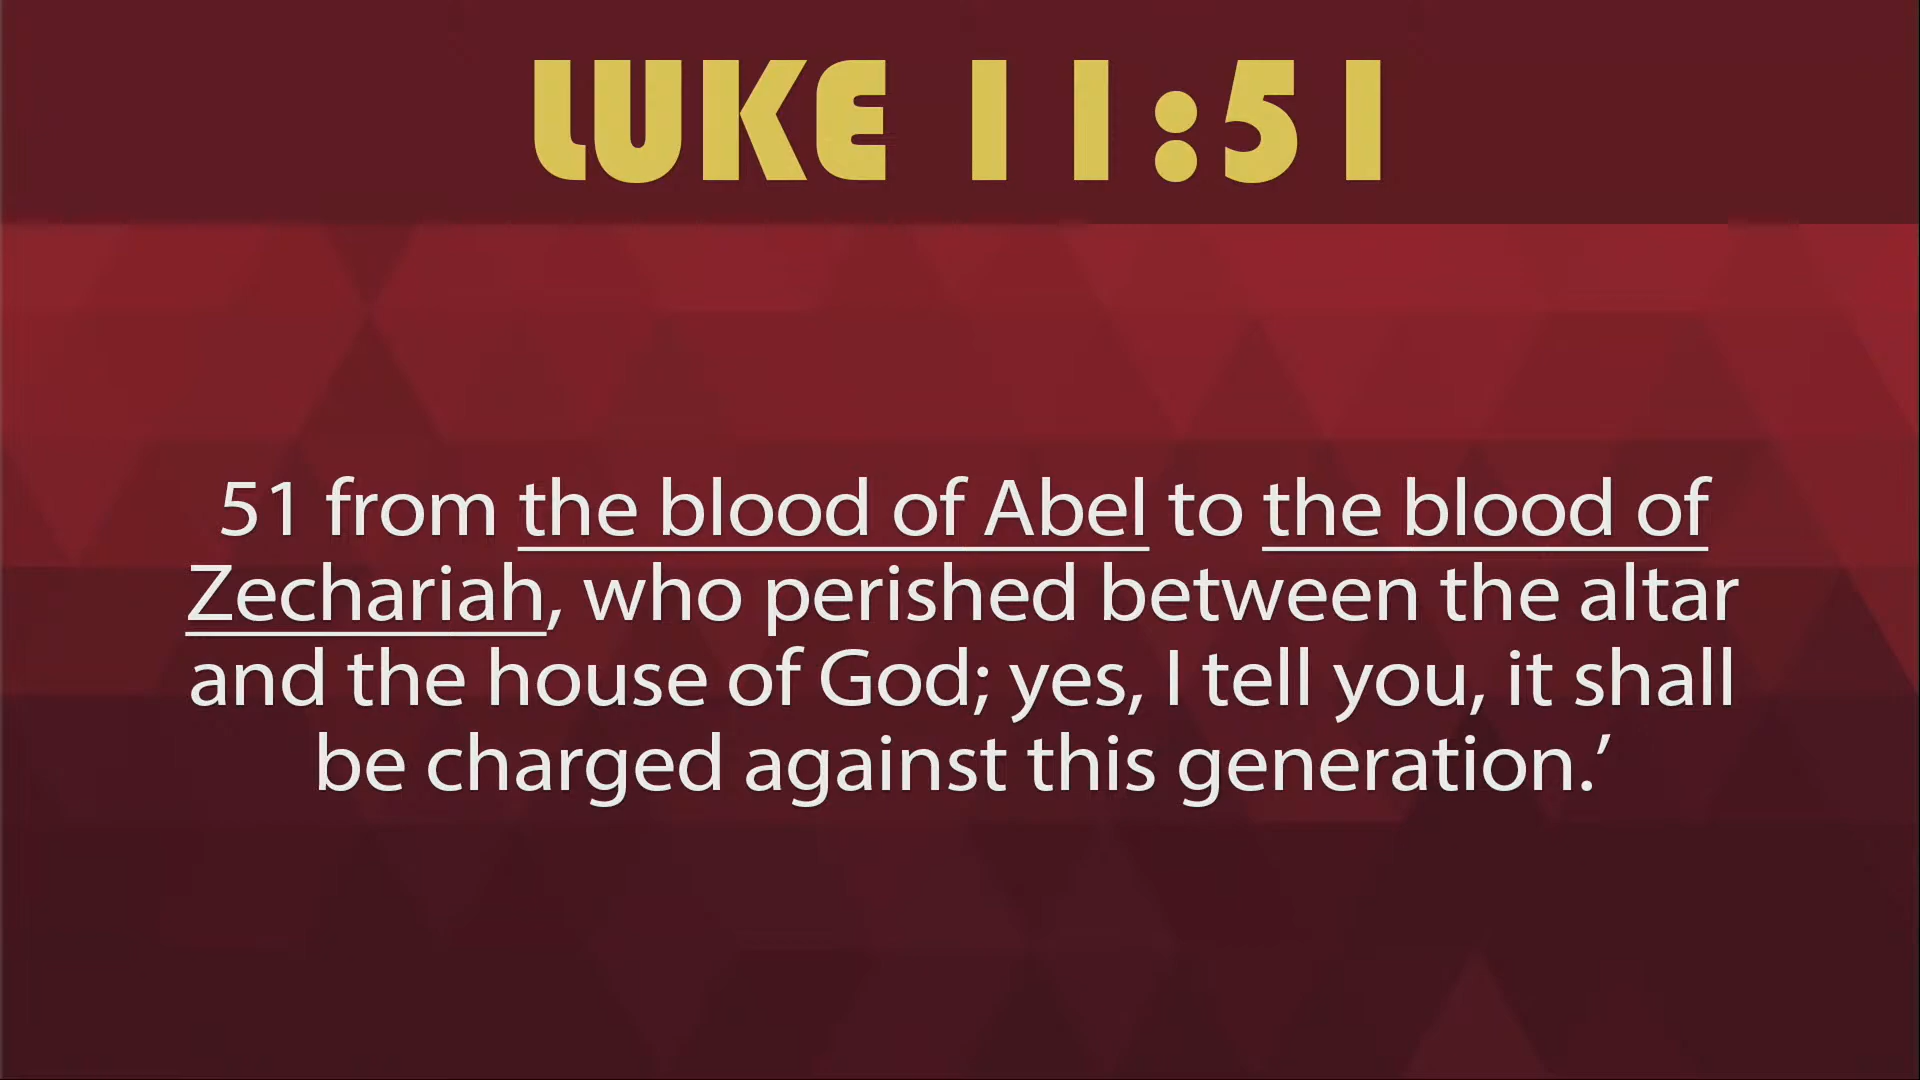 LUKE 11:51
51 from the blood of Abel to the blood of
Zechariah, who perished between the altar
and the house of God; yes, I tell you, it shall
be charged against this generation.’